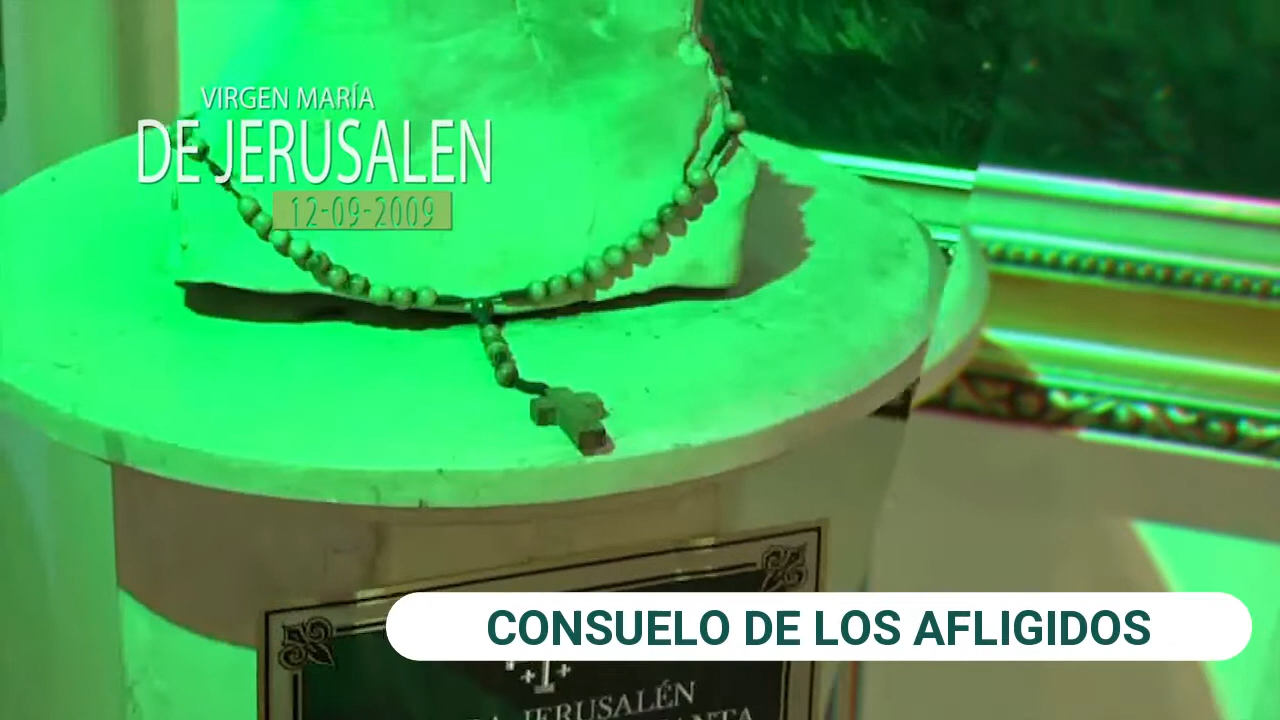 VIRGEN MARÍA
DE JERUSALEN
12-09-2009
CONSUELO DE LOS AFLIGIDOS
JERUSALÉN